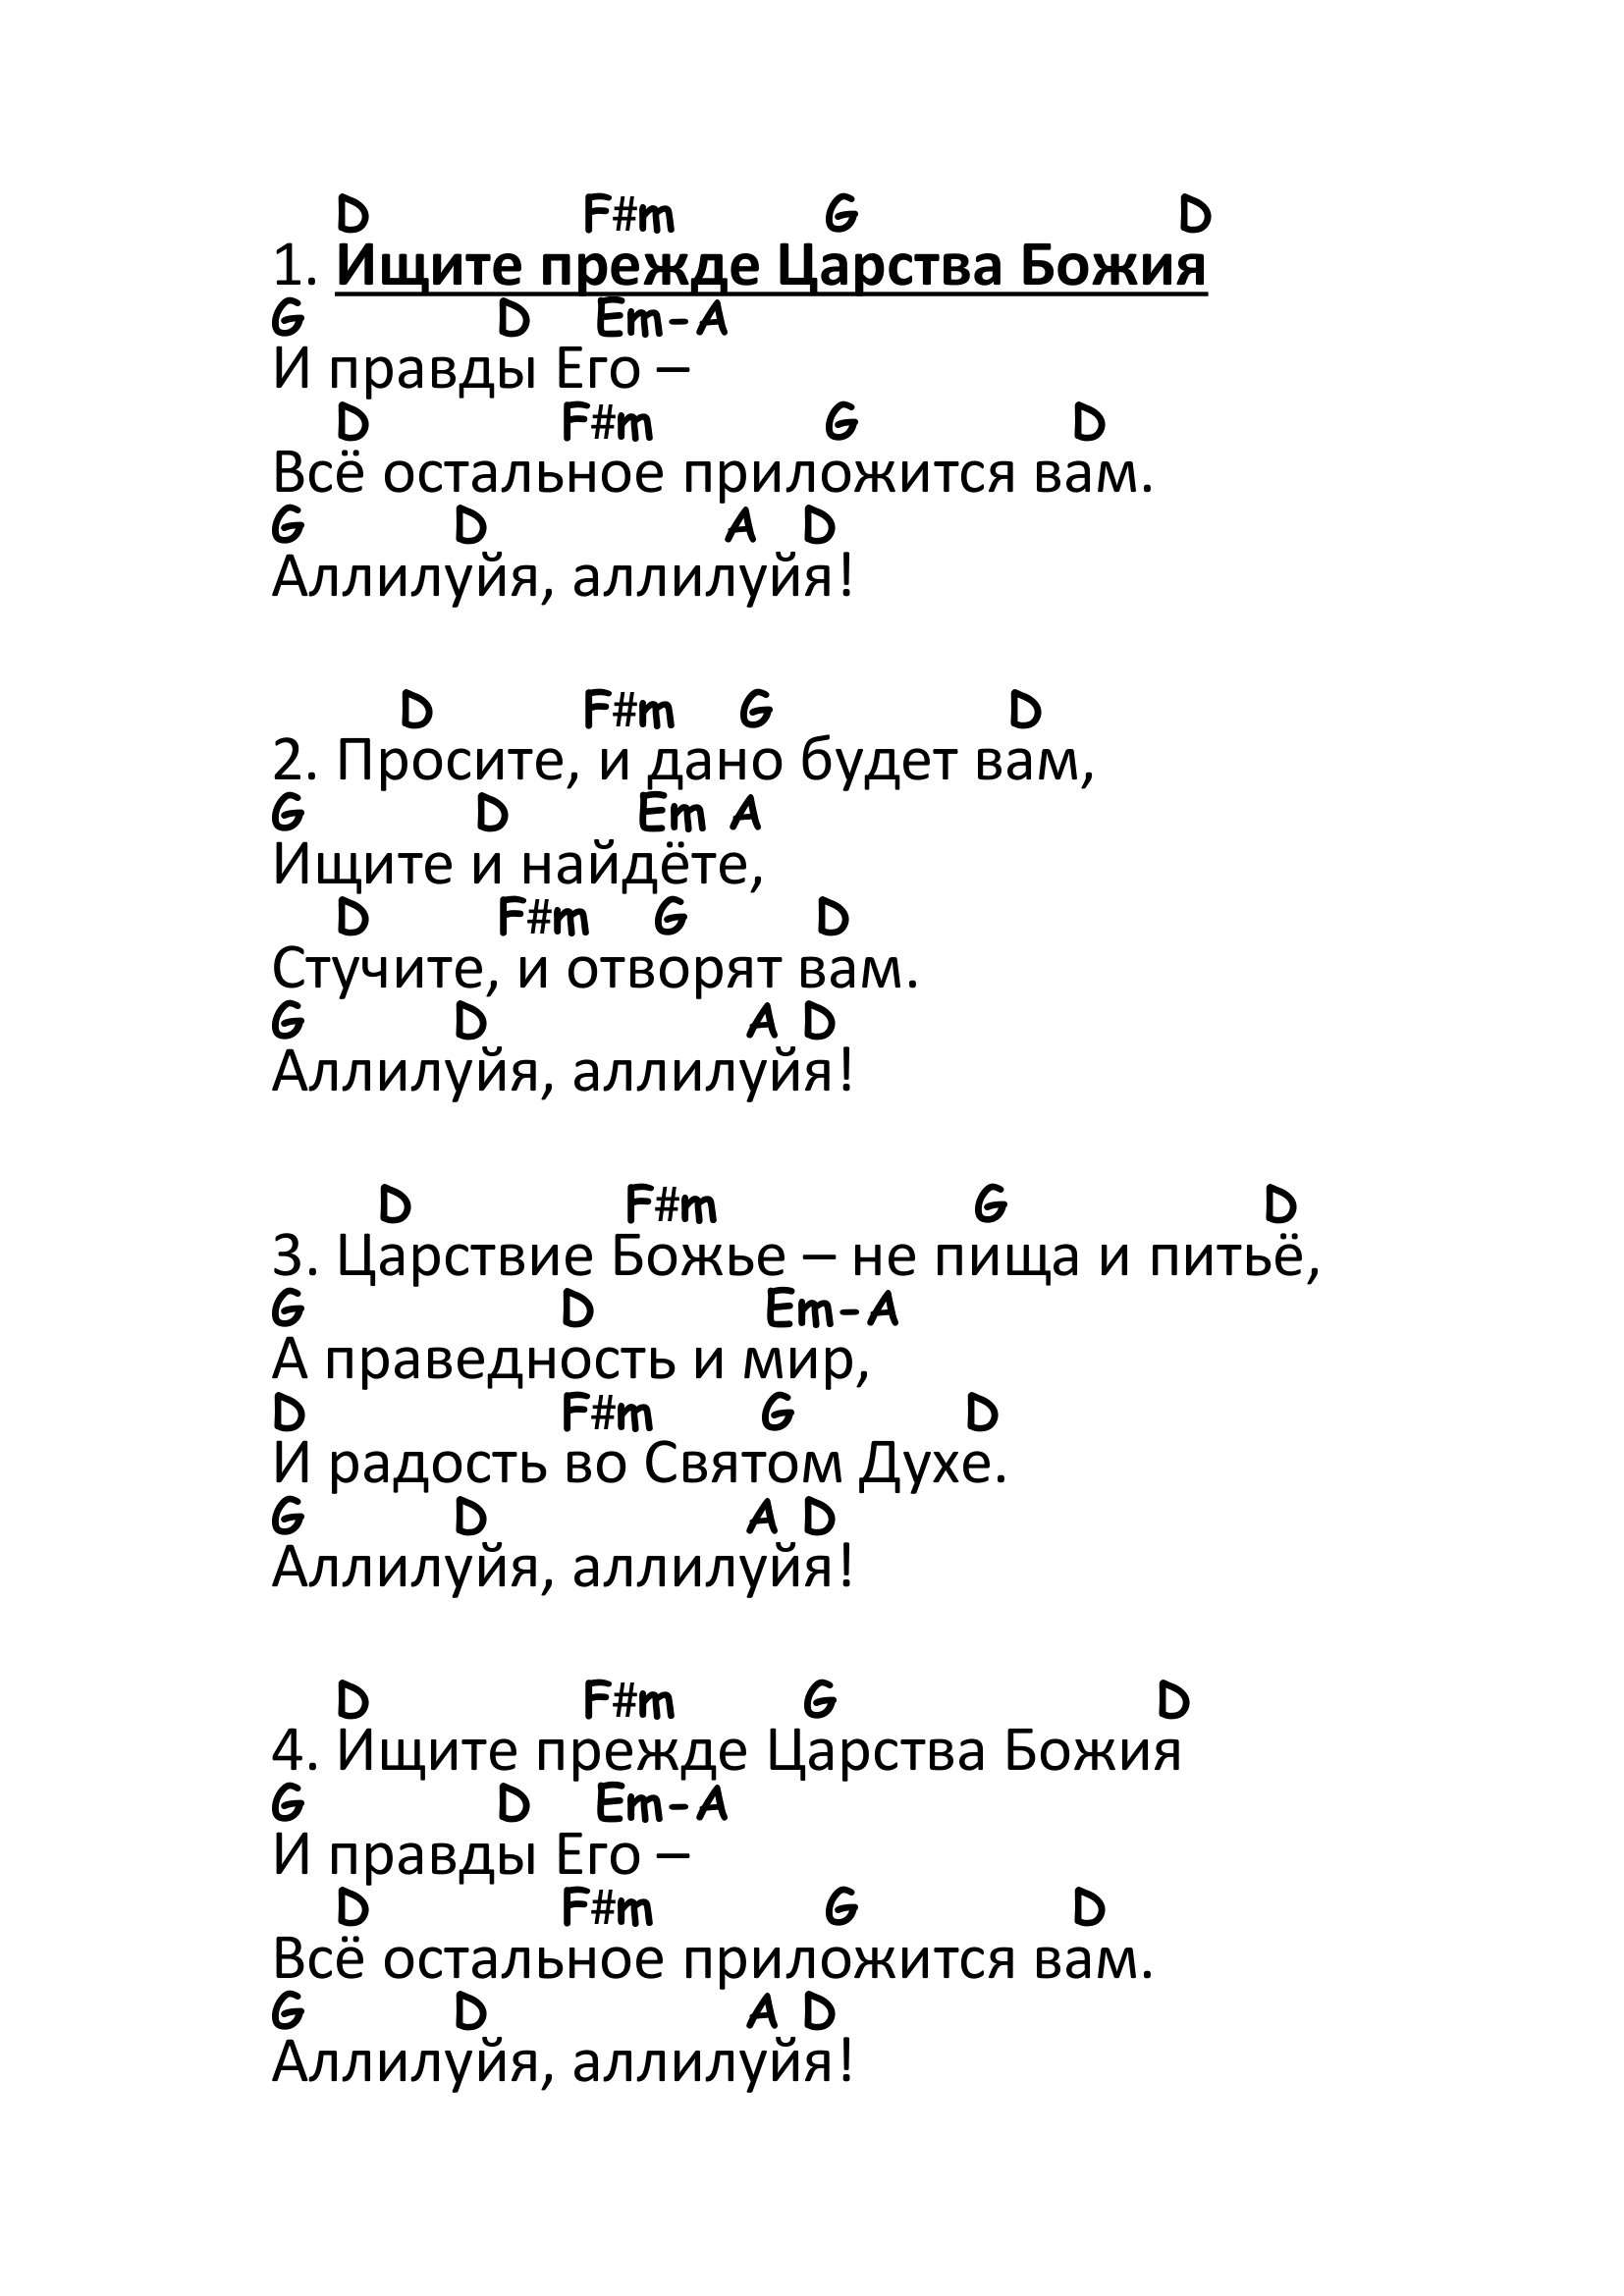 D F#m G D
1. Ищите прежде Царства Божия
G D Em-A
И правды Его –
D F#m G D
Всё остальное приложится вам.
G D A D
Аллилуйя, аллилуйя!
D F#m G D
2. Просите, и дано будет вам,
G D Em A
Ищите и найдёте,
D F#m G D
Стучите, и отворят вам.
G D A D
Аллилуйя, аллилуйя!
D F#m G D
3. Царствие Божье – не пища и питьё,
G D Em-A
А праведность и мир,
D F#m G D
И радость во Святом Духе.
G D A D
Аллилуйя, аллилуйя!
D F#m G D
4. Ищите прежде Царства Божия
G D Em-A
И правды Его –
D F#m G D
Всё остальное приложится вам.
G D A D
Аллилуйя, аллилуйя!